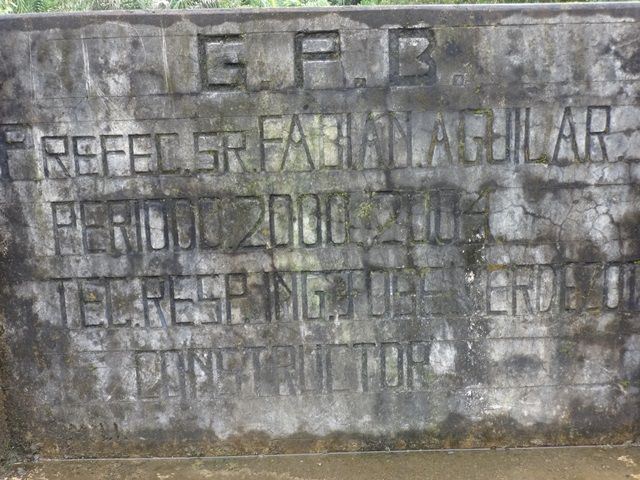 G.P.B.
PREFEC.SR.FABIAN.AGUILAR.
PERIODO.2000.2004.
TEC.RESP.ING.
CONSTRUCTOR